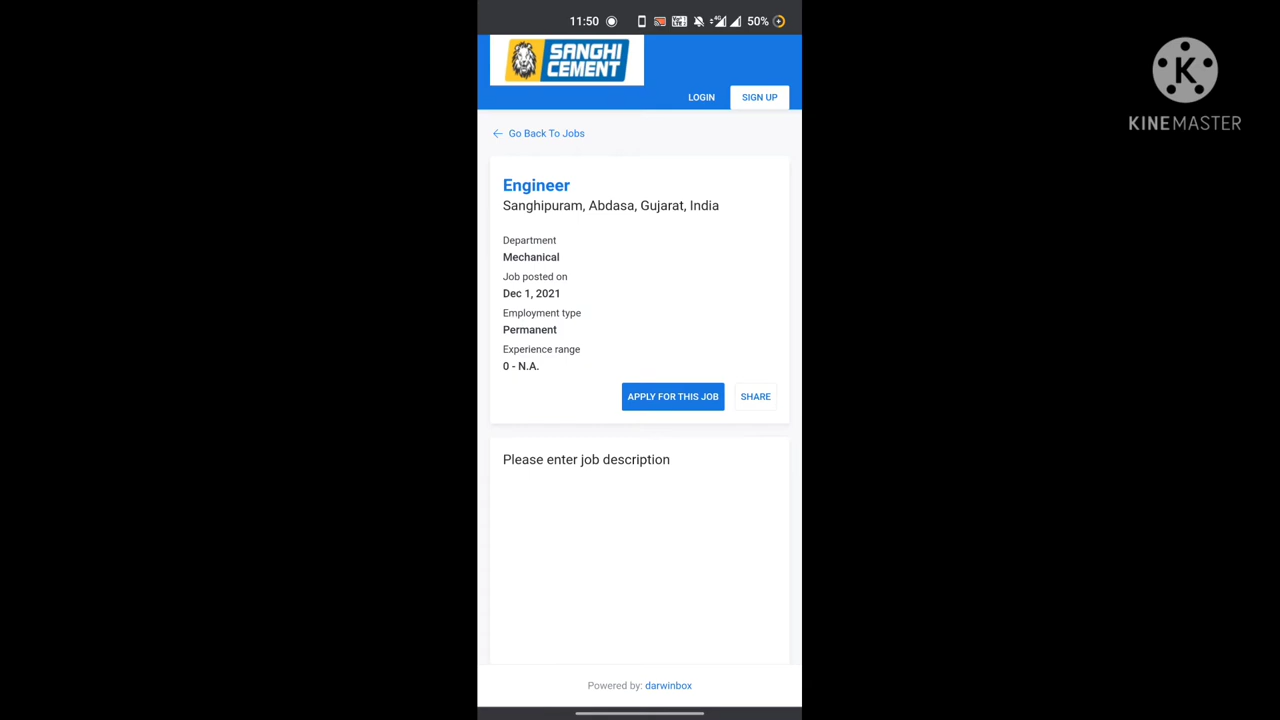 11:50
50%
SANGHI
CEMENT
LOGIN
SIGN UP
Go Back To Jobs
Engineer
Sanghipuram, Abdasa, Gujarat, India
Department
Mechanical
Job posted on
Dec 1, 2021
Employment type
Permanent
Experience range
0 - N.A.
APPLY FOR THIS JOB
SHARE
Please enter job description
Powered by: darwinbox
K
KINEMASTER